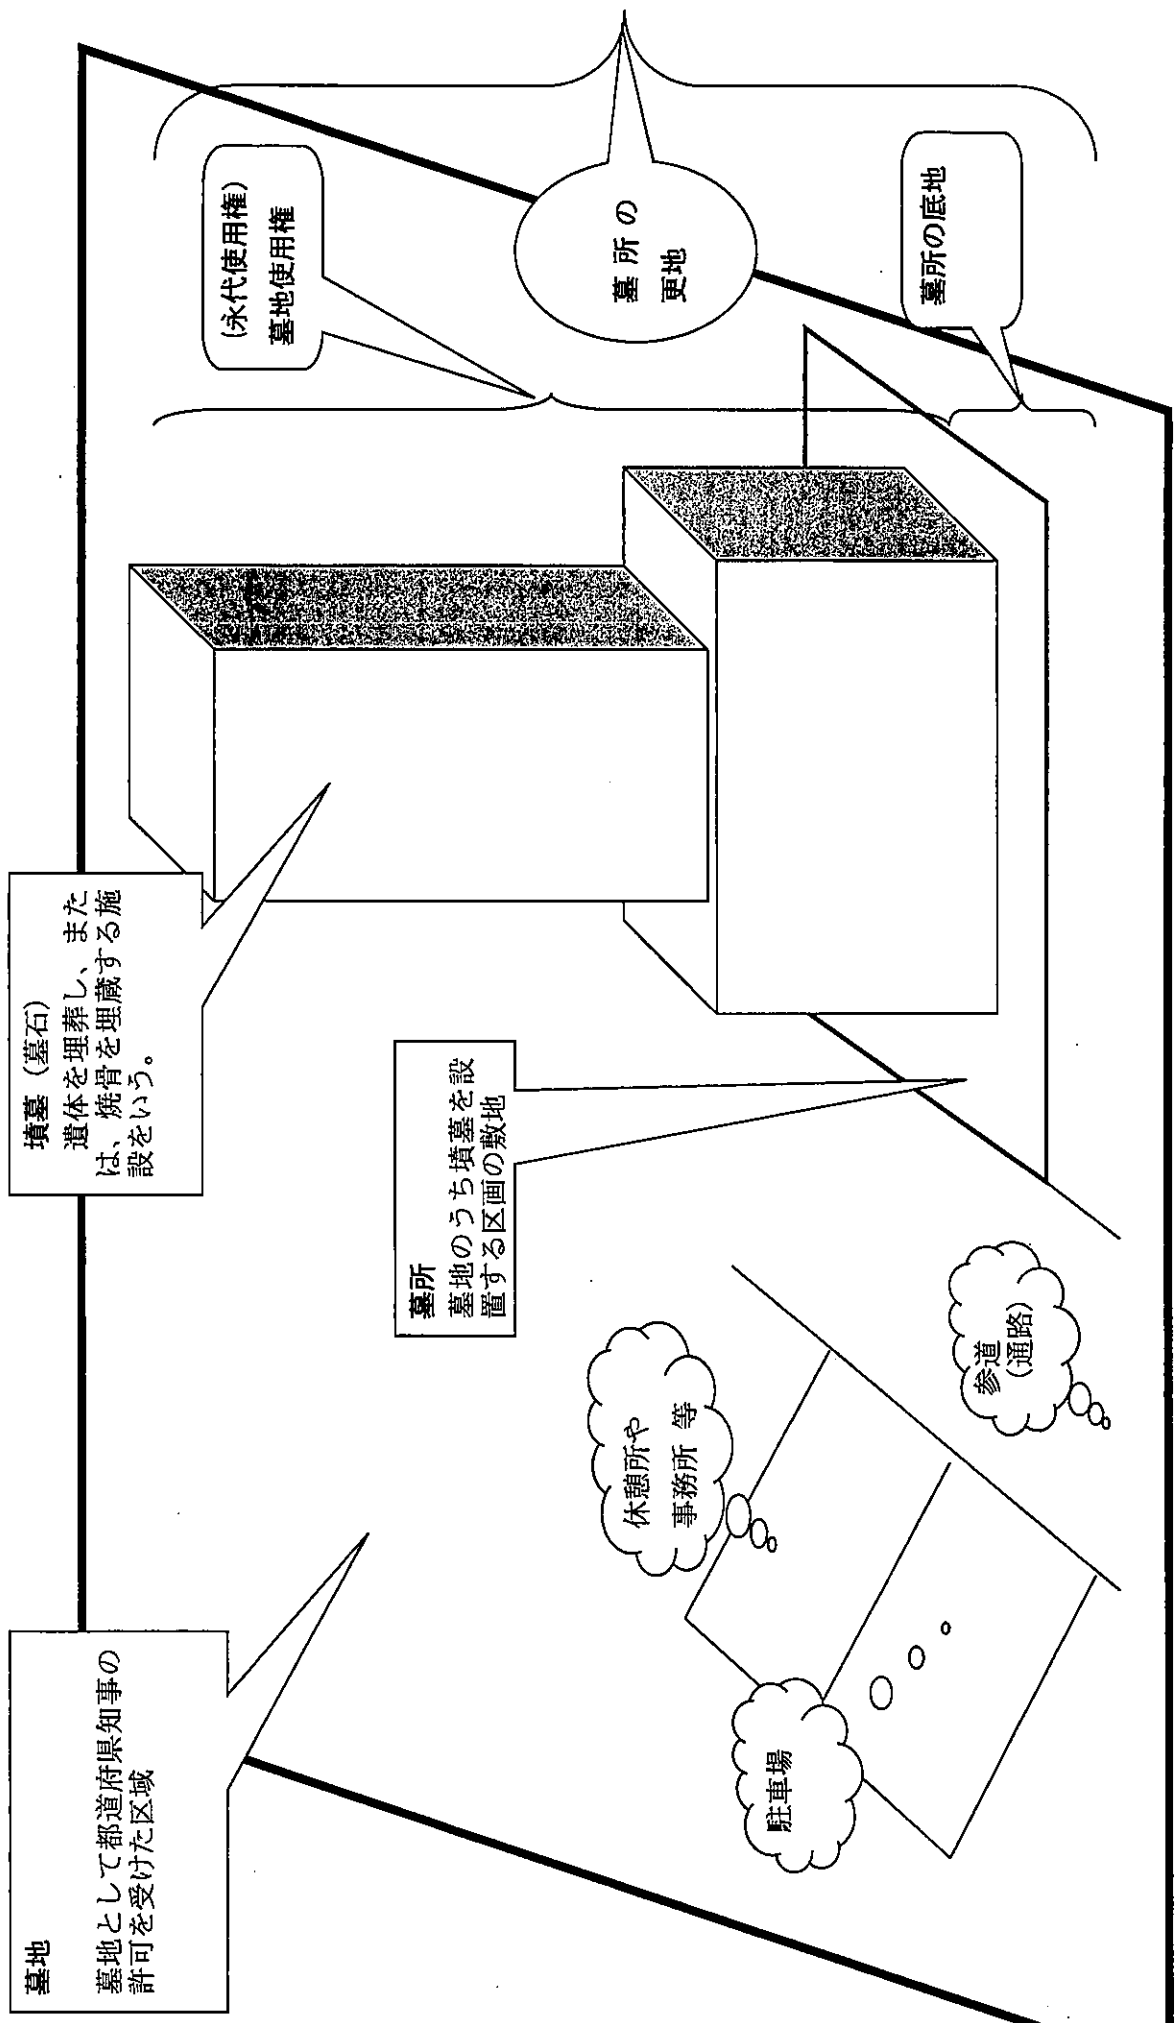 墓地
墓地として都道府県知事の
許可を受けた区域
墳墓（墓石）
遺体を埋葬し、また
は、焼骨を埋蔵する施
設をいう。
墓所
墓地のうち墳墓を設
置する区画の敷地
(永代使用権)
墓地使用権
墓所の
更地
墓所の底地
休憩所や
事務所 等
駐車場
参道
(通路)